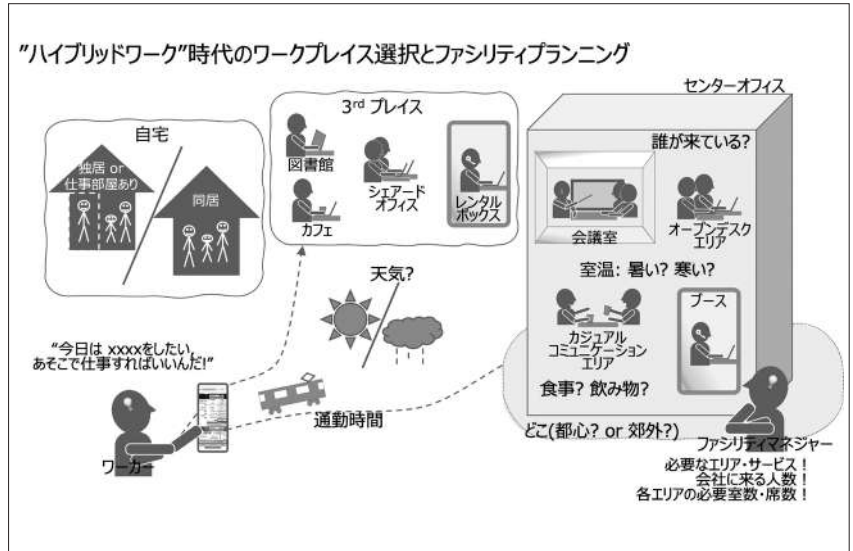 ”ハイブリッドワーク”時代のワークプレイス選択とファシリティプランニング
自宅
独居 or
仕事部屋あり
同居
3rd プレイス
図書館
カフェ
シェアード
オフィス
レンタル
ボックス
センターオフィス
誰が来ている?
会議室
オープンデスク
エリア
室温: 暑い? 寒い?
カジュアル
コミュニケーション
エリア
ブース
食事? 飲み物?
どこ(都心? or 郊外?)
天気?
通勤時間
“今日は xxxxをしたい,
あそこで仕事すればいいんだ!”
ワーカー
ファシリティマネジャー
必要なエリア・サービス！
会社に来る人数！
各エリアの必要室数・席数！